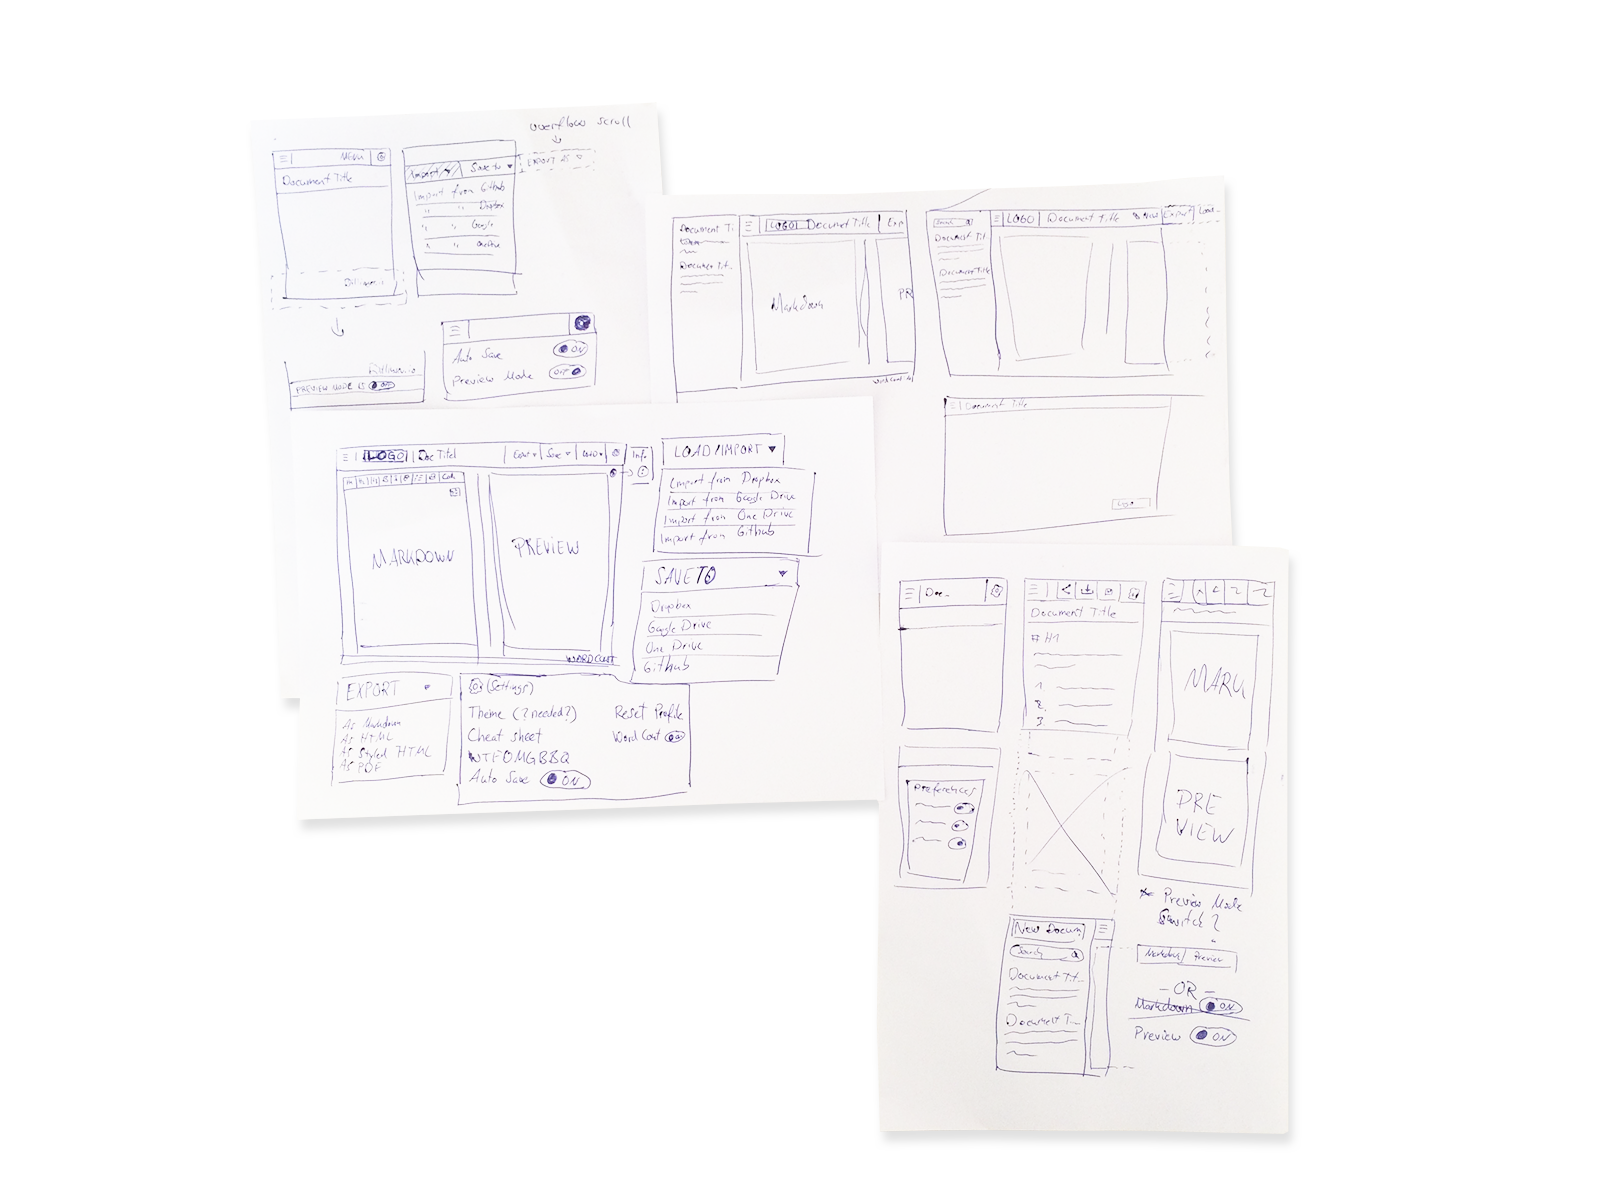 overflow scroll
MENU
Document Title
Import
Save to
EXPORT AS
Import from Github
" " Dropbox
" " Google
" " OneDrive
Dillinger.io
Dillinger.io
PREVIEW MODE IS ON
Auto Save ON
Preview Mode OFF
Document Ti..
Document Tit...
LOGO Document Title Exp
Markdown
PR
Word Count
Search
Document Tit..
Document Title
LOGO Document Title New Export Load...
Document Title
LOGO Doc Titel
Save
Info
MARKDOWN
PREVIEW
LOAD/IMPORT
Import from Dropbox
Import from Google Drive
Import from One Drive
Import from Github
SAVE TO
Dropbox
Google Drive
One Drive
Github
EXPORT
As Markdown
As HTML
As Styled HTML
As PDF
(Settings)
Theme (?needed?)
Cheat sheet
WTFOMGBBQ
Auto Save ON
Reset Profile
Word Cout ON
Doc..
Document Title
# H1
1.
2.
3.
MARK
PRE
VIEW
Preferences
* Preview Mode
Switch?
Markdown/ Preview
- OR -
Markdown ON
Preview ON
New Docum.
Search
Document Tit..
Document T...